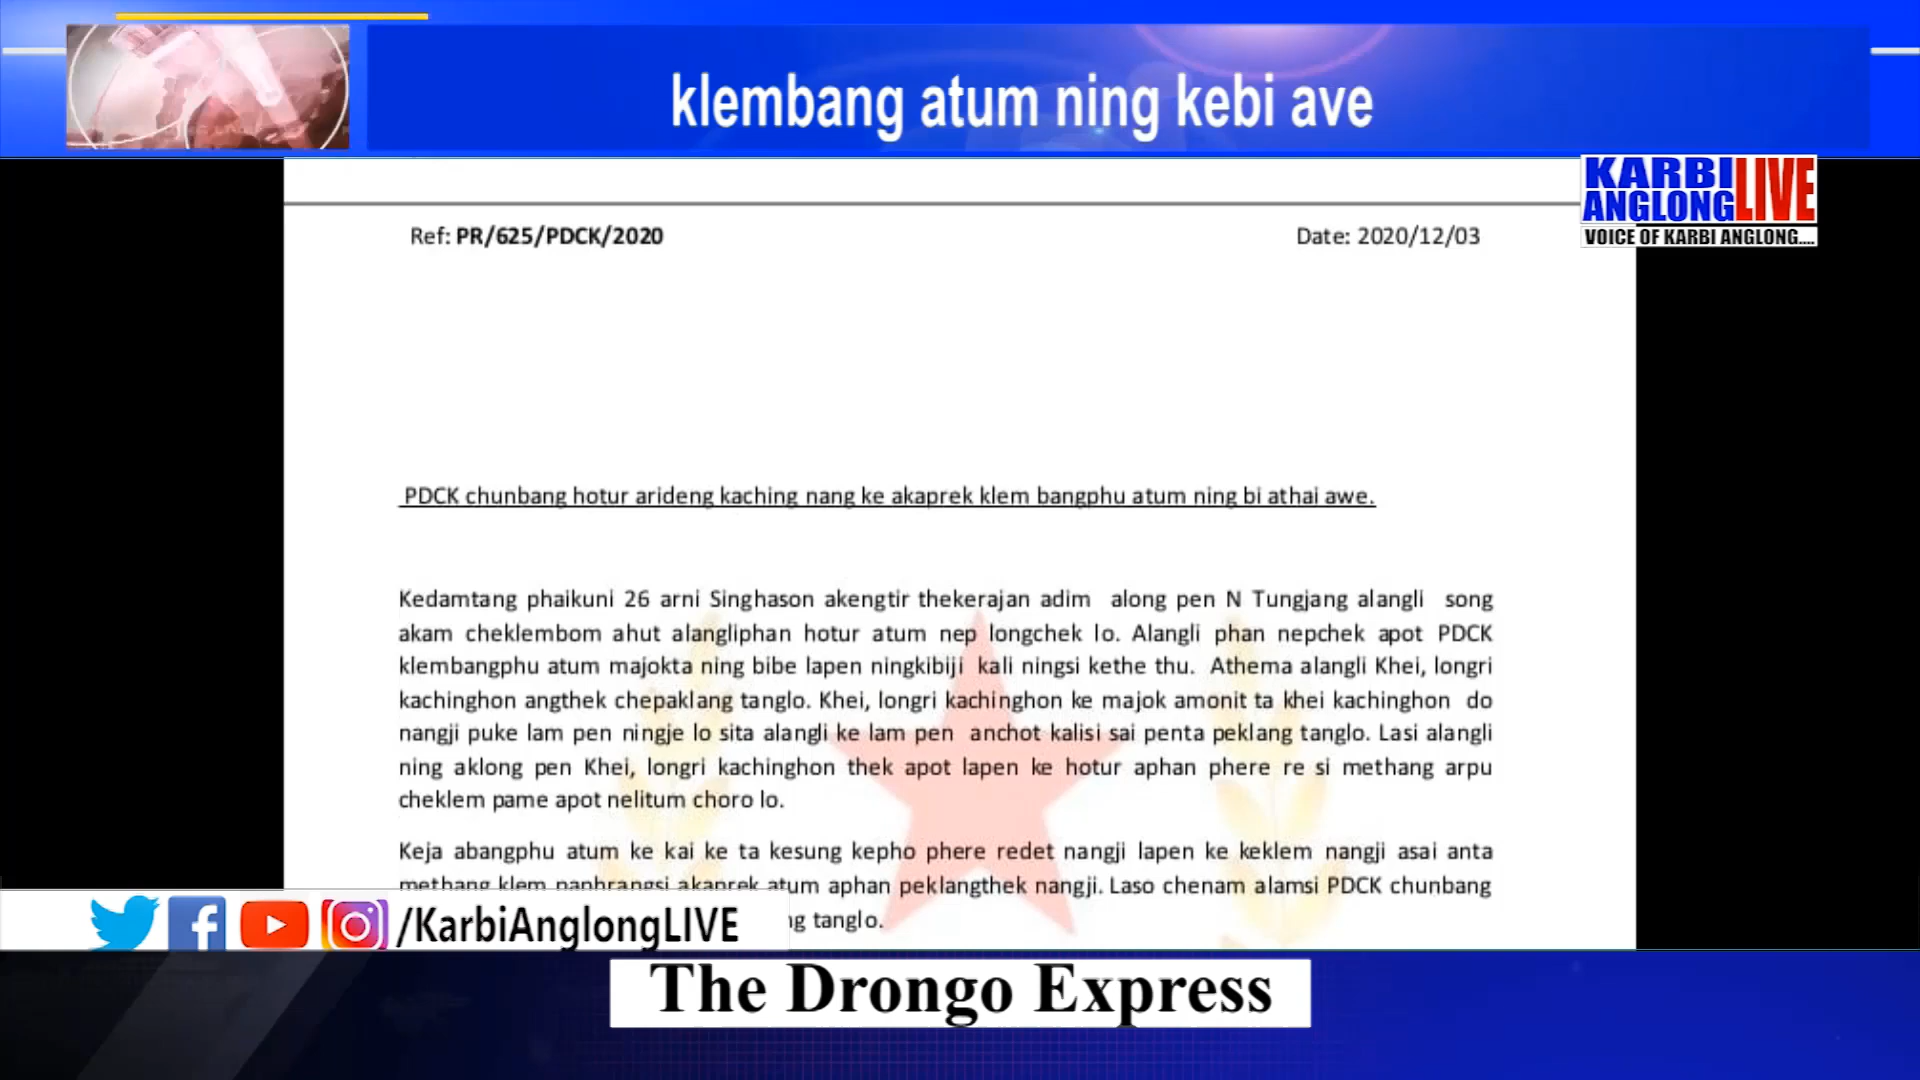 klembang atum ning kebi ave
KARBI ANGLONG LIVE
VOICE OF KARBI ANGLONG....
Ref: PR/625/PDCK/2020 Date: 2020/12/03
PDCK chunbang hotur arideng kaching nang ke akaprek klem bangphu atum ning bi athai awe.
Kedamtang phaikuni 26 arni Singhason akengtir thekerajan adim along pen N Tungjang alangli song
akam cheklembom ahut alangliphan hotur atum nep longchek lo. Alangli phan nepchek apot PDCK
klembangphu atum majokta ning bibe lapen ningkibiji kali ningsi kethe thu. Athema alangli Khei, longri
kachinghon angthek chepaklang tanglo. Khei, longri kachinghon ke majok amonit ta khei kachinghon do
nangji puke lam pen ningje lo sita alangli ke lam pen anchot kalisi sai penta peklang tanglo. Lasi alangli
ning aklong pen Khei, longri kachinghon thek apot lapen ke hotur aphan phere re si methang arpu
cheklem pame apot nelitum choro lo.
Keja abangphu atum ke kai ke ta kesung kepho phere redet nangji lapen ke keklem nangji asai anta
methang klem paphrangsi akaprek atum aphan peklangthek nangji. Laso chenam alamsi PDCK chunbang
tanglo.
/KarbiAnglongLIVE
The Drongo Express